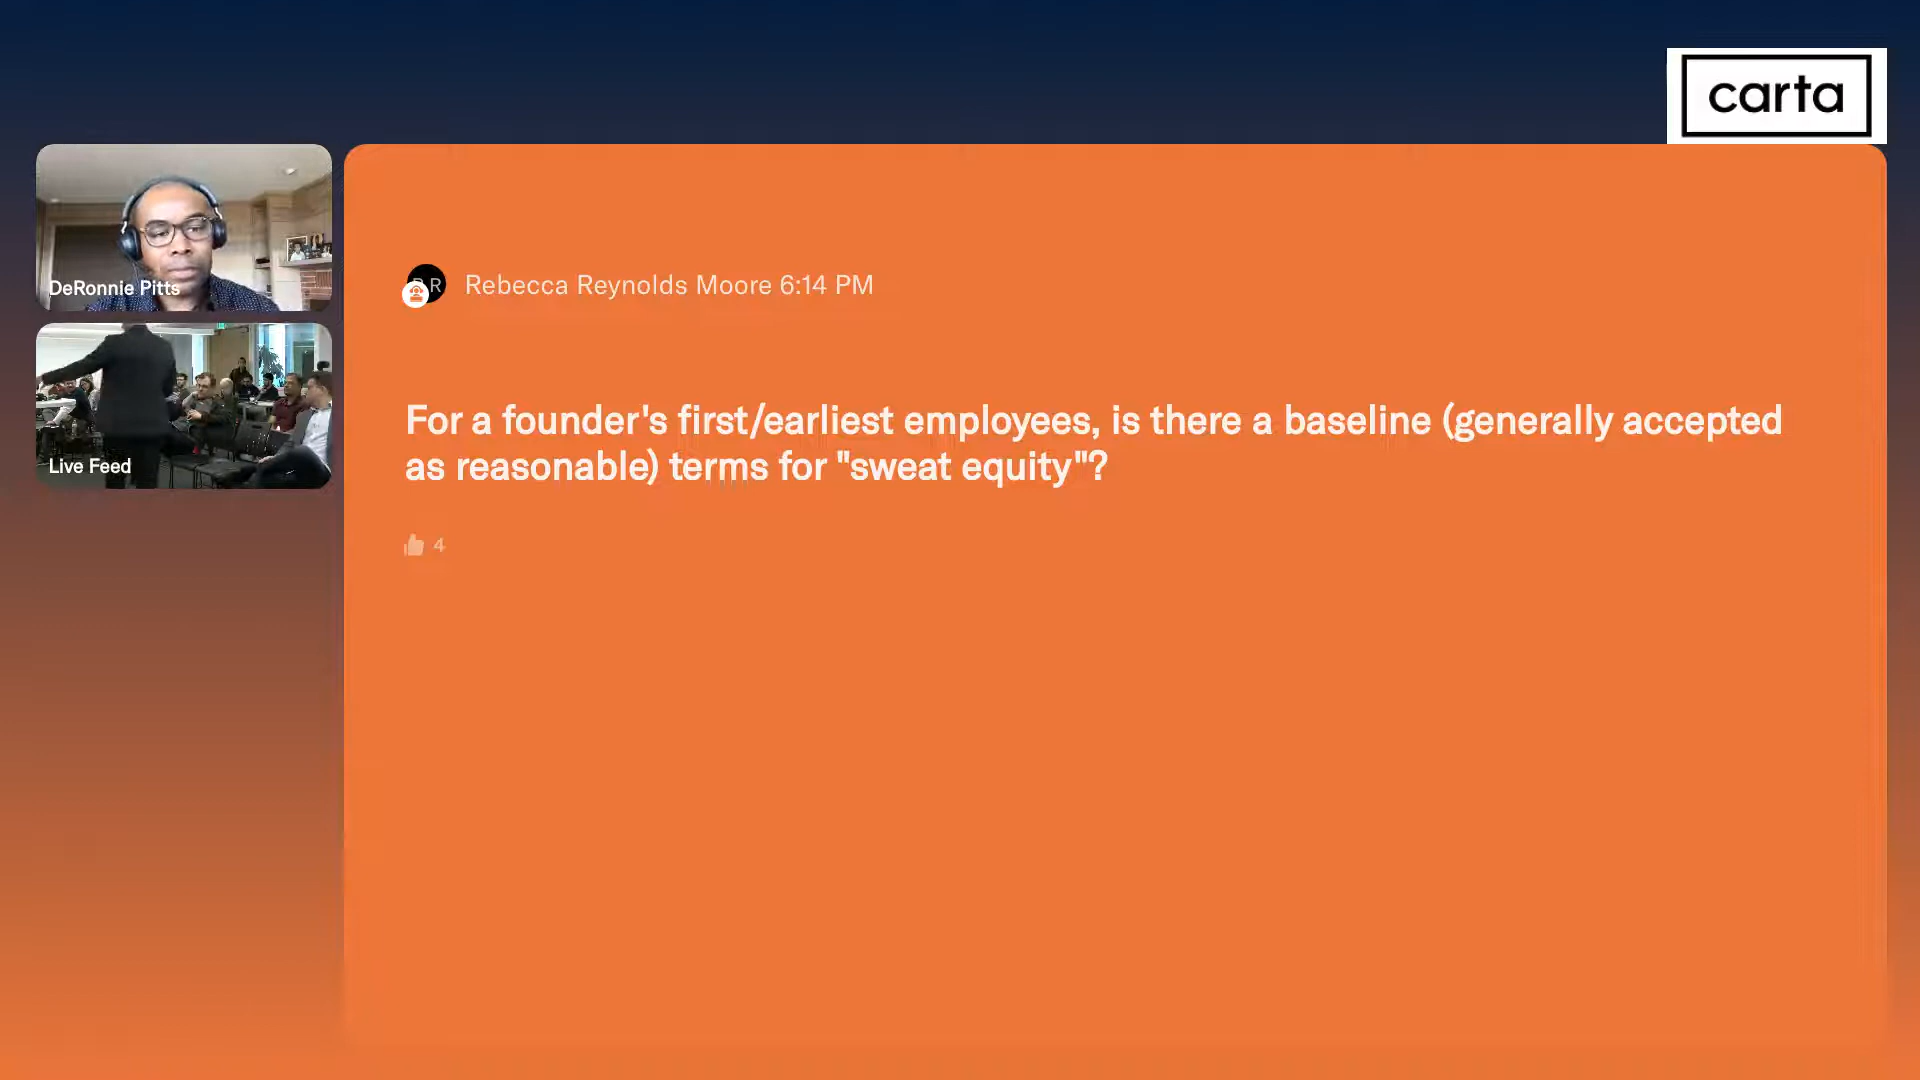 carta
DeRonnie Pitts
Live Feed
R
Rebecca Reynolds Moore 6:14 PM
For a founder's first/earliest employees, is there a baseline (generally accepted
as reasonable) terms for "sweat equity"?
4